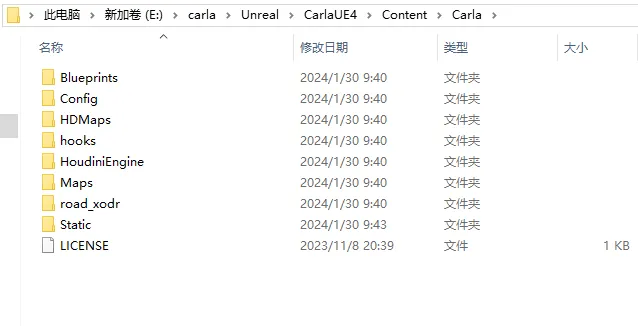 此电脑 > 新加卷 (E:) > carla > Unreal > CarlaUE4 > Content > Carla >
名称 修改日期 类型 大小
Blueprints 2024/1/30 9:40 文件夹
Config 2024/1/30 9:40 文件夹
HDMaps 2024/1/30 9:40 文件夹
hooks 2024/1/30 9:40 文件夹
HoudiniEngine 2024/1/30 9:40 文件夹
Maps 2024/1/30 9:40 文件夹
road_xodr 2024/1/30 9:40 文件夹
Static 2024/1/30 9:43 文件夹
LICENSE 2023/11/8 20:39 文件 1 KB